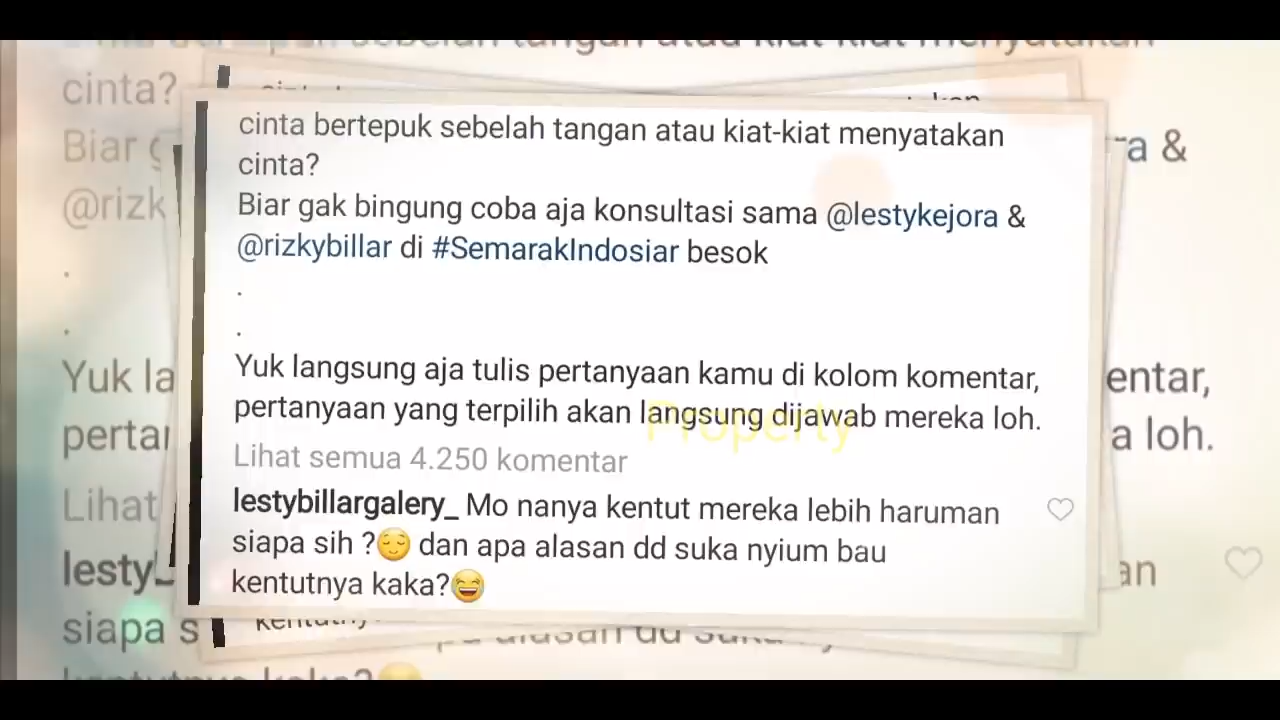 cinta bertepuk sebelah tangan atau kiat-kiat menyatakan
cinta?
Biar gak bingung coba aja konsultasi sama @lestykejora &
@rizkybillar di #SemarakIndosiar besok
.
.
Yuk langsung aja tulis pertanyaan kamu di kolom komentar,
pertanyaan yang terpilih akan langsung dijawab mereka loh.
Property
Lihat semua 4.250 komentar
lestybillargalery_ Mo nanya kentut mereka lebih haruman
siapa sih ?😌 dan apa alasan dd suka nyium bau
kentutnya kaka?😂